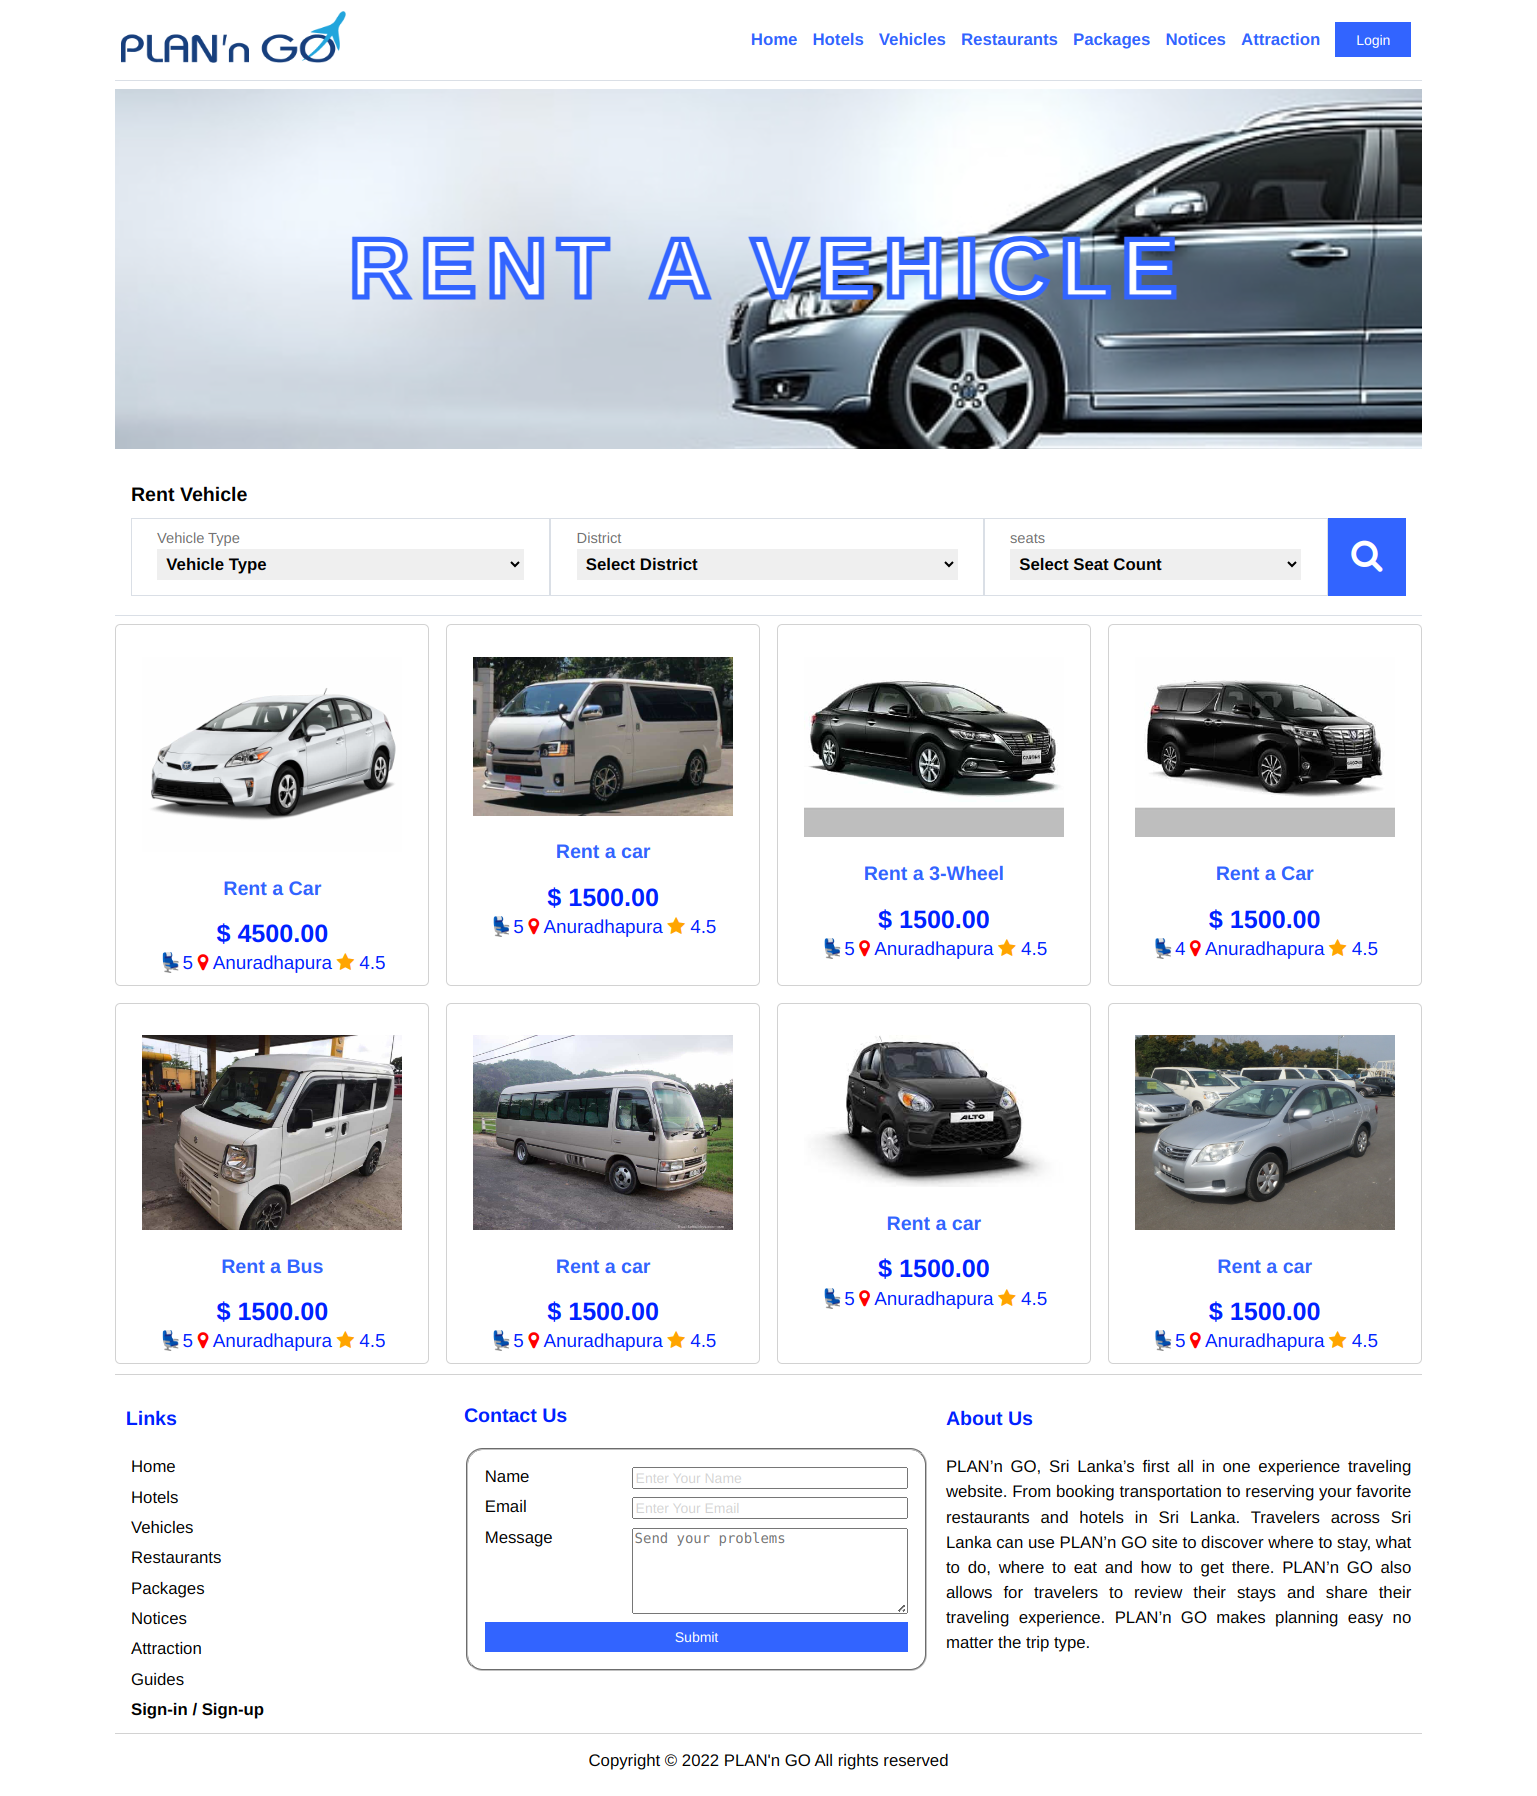 PLAN'n GO
Home Hotels Vehicles Restaurants Packages Notices Attraction Login
RENT A VEHICLE
Rent Vehicle
Vehicle Type District seats
Vehicle Type Select District Select Seat Count
Rent a Car
$ 4500.00
5 Anuradhapura 4.5
Rent a car
$ 1500.00
5 Anuradhapura 4.5
Rent a 3-Wheel
$ 1500.00
5 Anuradhapura 4.5
Rent a Car
$ 1500.00
4 Anuradhapura 4.5
Rent a Bus
$ 1500.00
5 Anuradhapura 4.5
Rent a car
$ 1500.00
5 Anuradhapura 4.5
ALTO
Rent a car
$ 1500.00
5 Anuradhapura 4.5
Rent a car
$ 1500.00
5 Anuradhapura 4.5
Links
Home
Hotels
Vehicles
Restaurants
Packages
Notices
Attraction
Guides
Sign-in / Sign-up
Contact Us
Name Enter Your Name
Email Enter Your Email
Message Send your problems
Submit
About Us
PLAN’n GO, Sri Lanka’s first all in one experience traveling
website. From booking transportation to reserving your favorite
restaurants and hotels in Sri Lanka. Travelers across Sri
Lanka can use PLAN’n GO site to discover where to stay, what
to do, where to eat and how to get there. PLAN’n GO also
allows for travelers to review their stays and share their
traveling experience. PLAN’n GO makes planning easy no
matter the trip type.
Copyright © 2022 PLAN'n GO All rights reserved